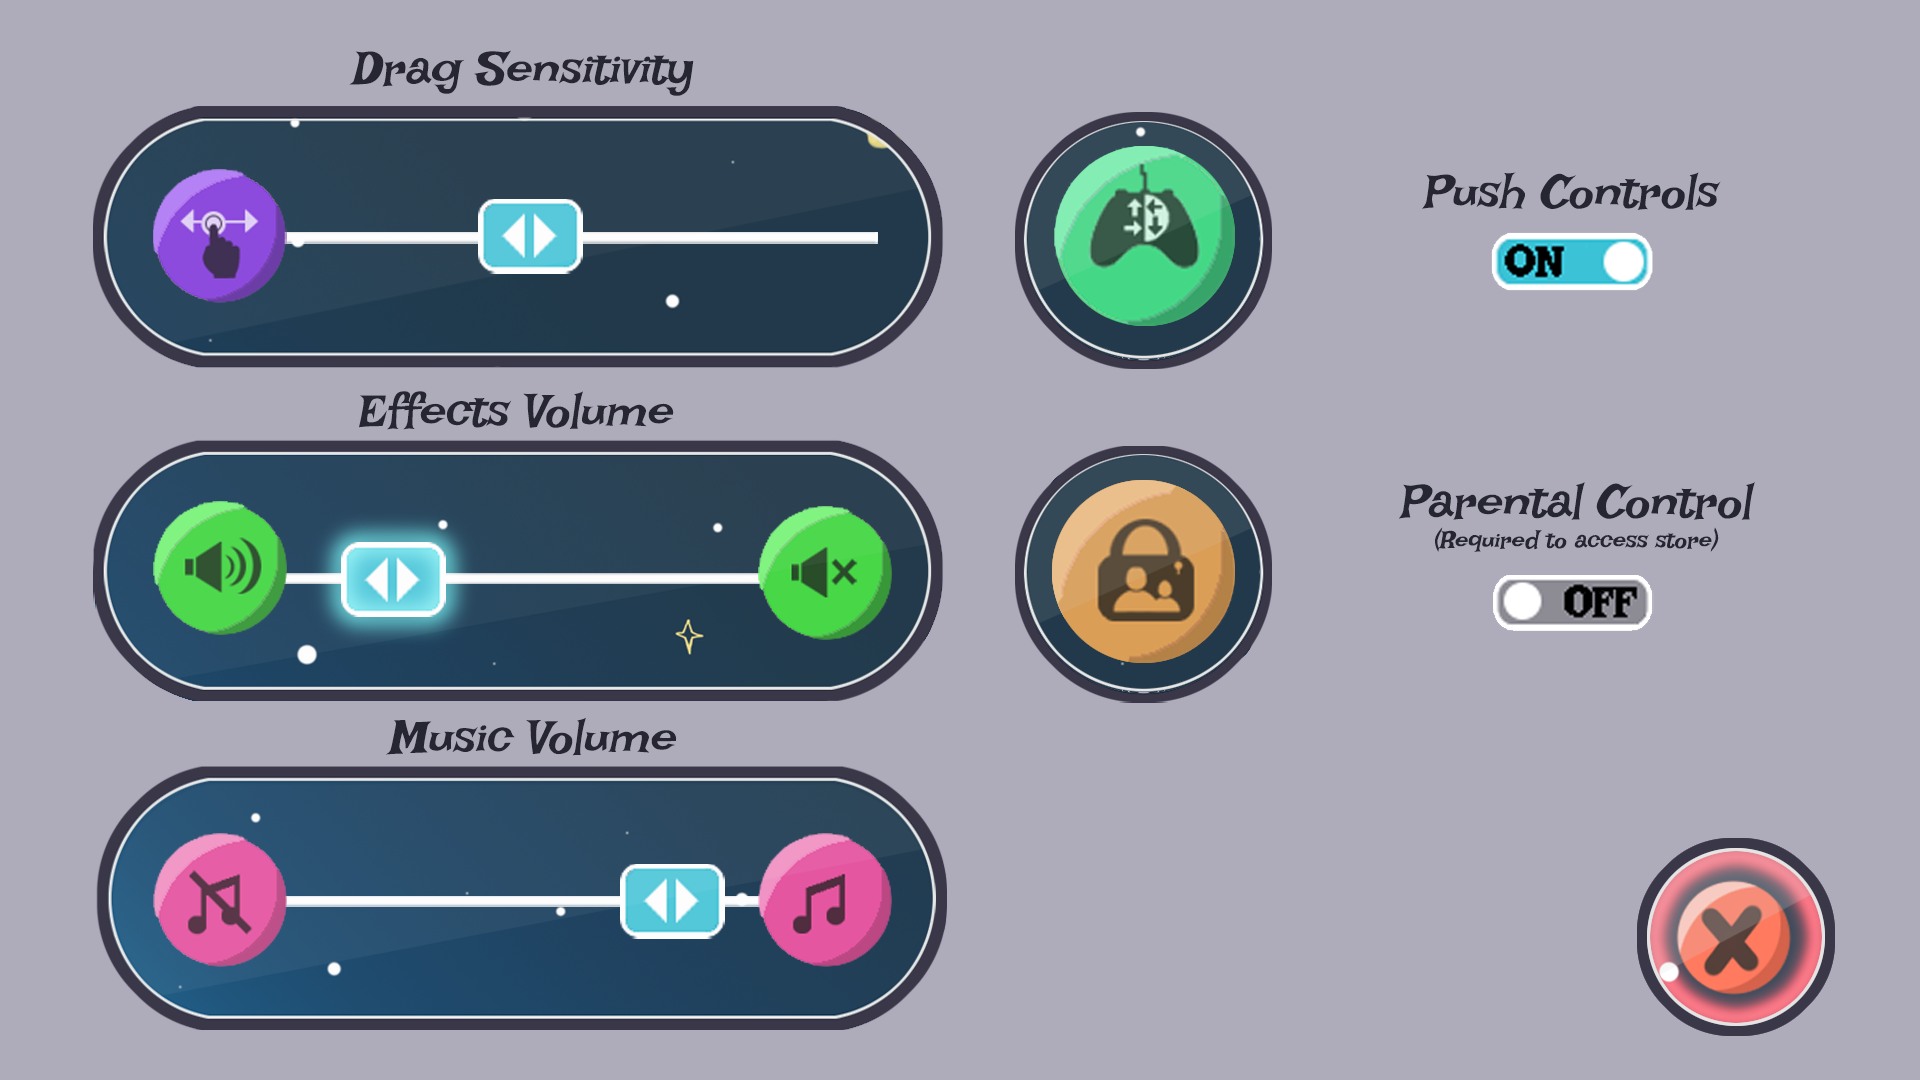 Drag Sensitivity
Push Controls
ON
Effects Volume
Parental Control
(Required to access store)
OFF
Music Volume